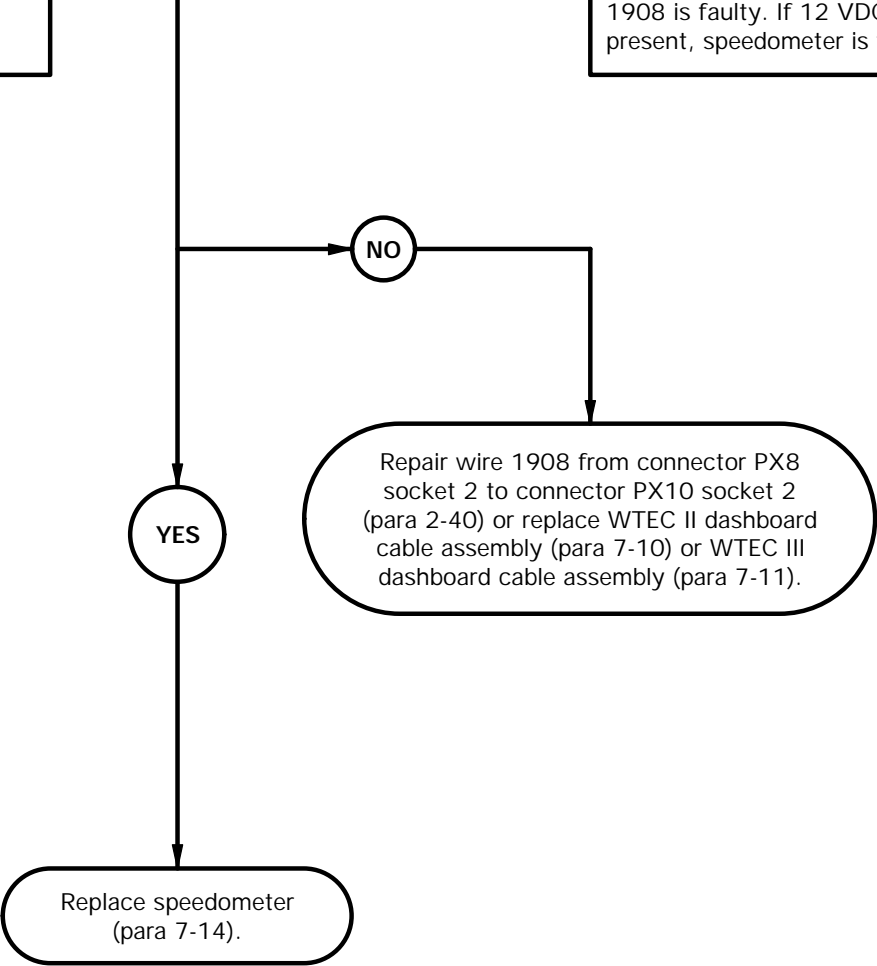 1908 is faulty. If 12 VDC
present, speedometer is
NO
Repair wire 1908 from connector PX8
socket 2 to connector PX10 socket 2
(para 2-40) or replace WTEC II dashboard
cable assembly (para 7-10) or WTEC III
dashboard cable assembly (para 7-11).
YES
Replace speedometer
(para 7-14).